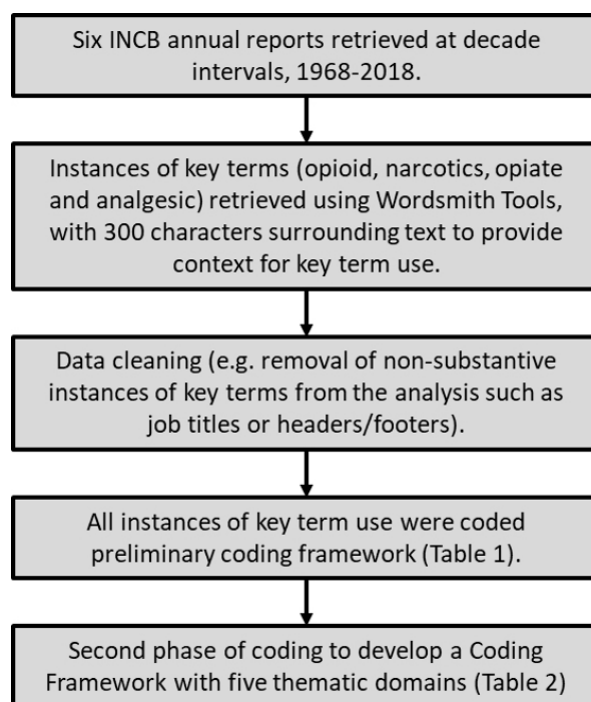 Six INCB annual reports retrieved at decade
intervals, 1968-2018.
Instances of key terms (opioid, narcotics, opiate
and analgesic) retrieved using Wordsmith Tools,
with 300 characters surrounding text to provide
context for key term use.
Data cleaning (e.g. removal of non-substantive
instances of key terms from the analysis such as
job titles or headers/footers).
All instances of key term use were coded
preliminary coding framework (Table 1).
Second phase of coding to develop a Coding
Framework with five thematic domains (Table 2)